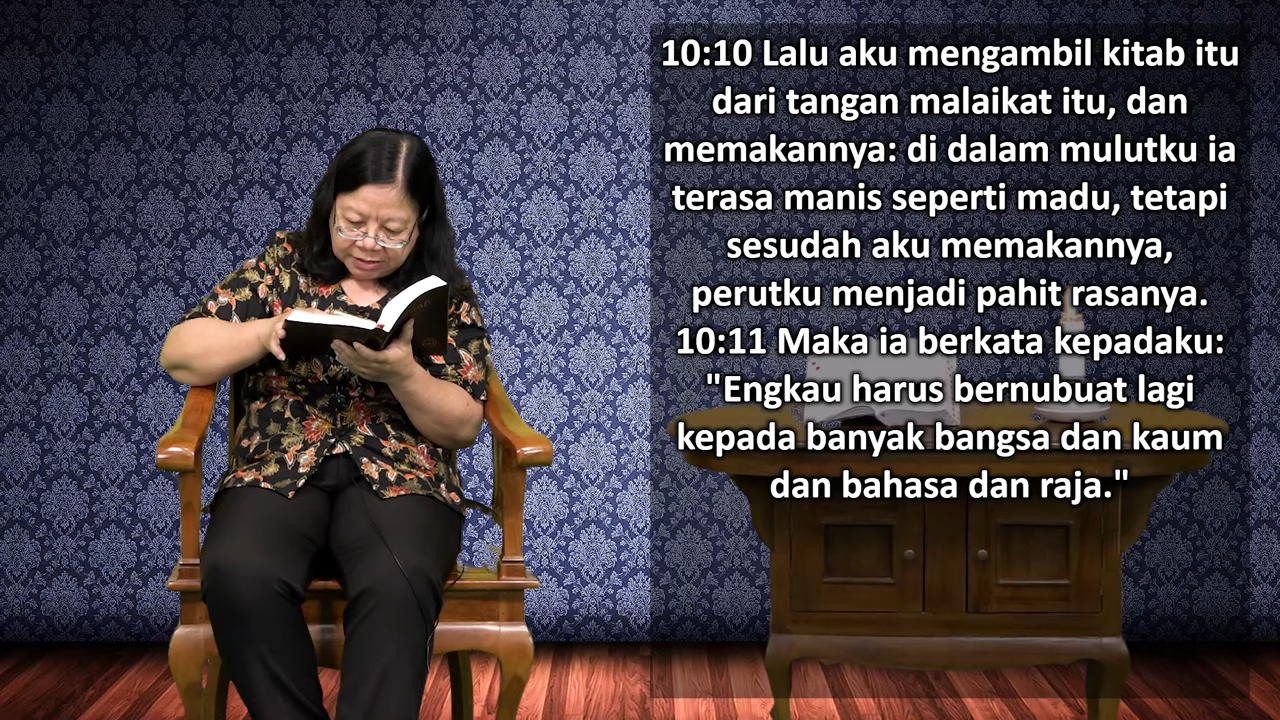 10:10 Lalu aku mengambil kitab itu
dari tangan malaikat itu, dan
memakannya: di dalam mulutku ia
terasa manis seperti madu, tetapi
sesudah aku memakannya,
perutku menjadi pahit rasanya.
10:11 Maka ia berkata kepadaku:
"Engkau harus bernubuat lagi
kepada banyak bangsa dan kaum
dan bahasa dan raja."